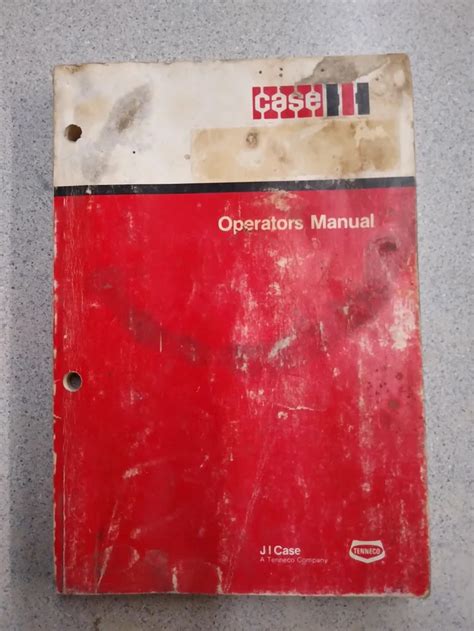 case IH
Operators Manual
J I Case
A Tenneco Company
TENNECO